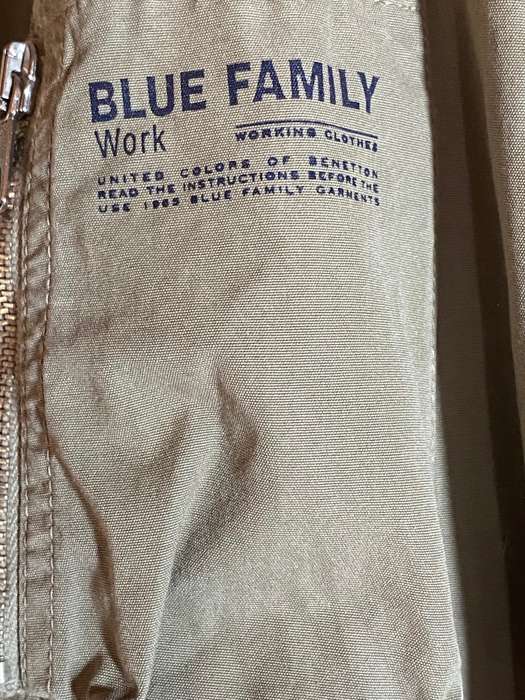 BLUE FAMILY
Work WORKING CLOTHES
UNITED COLORS OF BENETTON
READ THE INSTRUCTIONS BEFORE THE
USE 1965 BLUE FAMILY GARMENTS